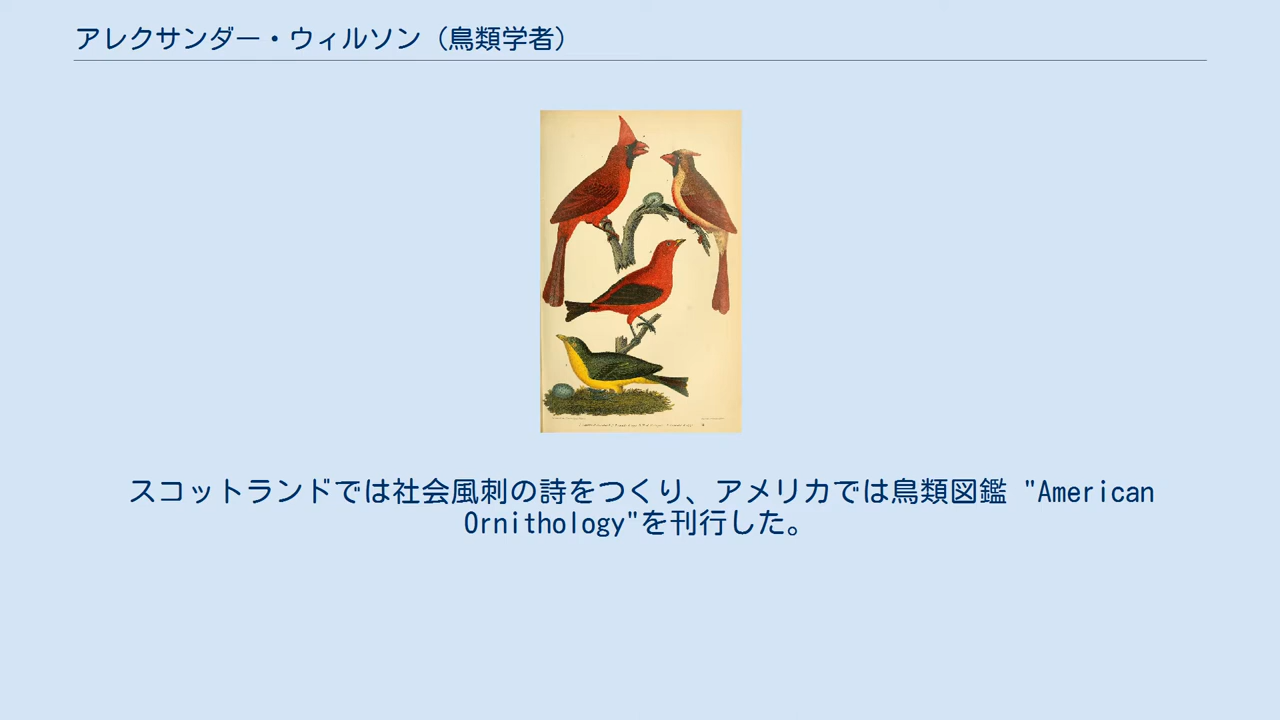 アレクサンダー・ウィルソン（鳥類学者）
スコットランドでは社会風刺の詩をつくり、アメリカでは鳥類図鑑 "American
Ornithology"を刊行した。